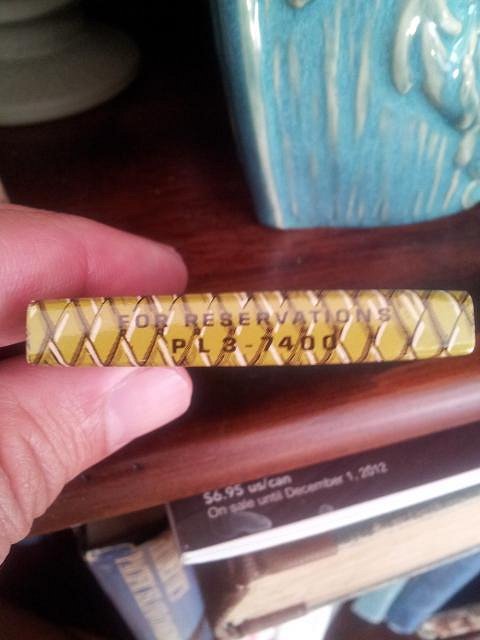 FOR RESERVATIONS
PL3-7400
$6.95 us/can
On sale until December 1, 2012